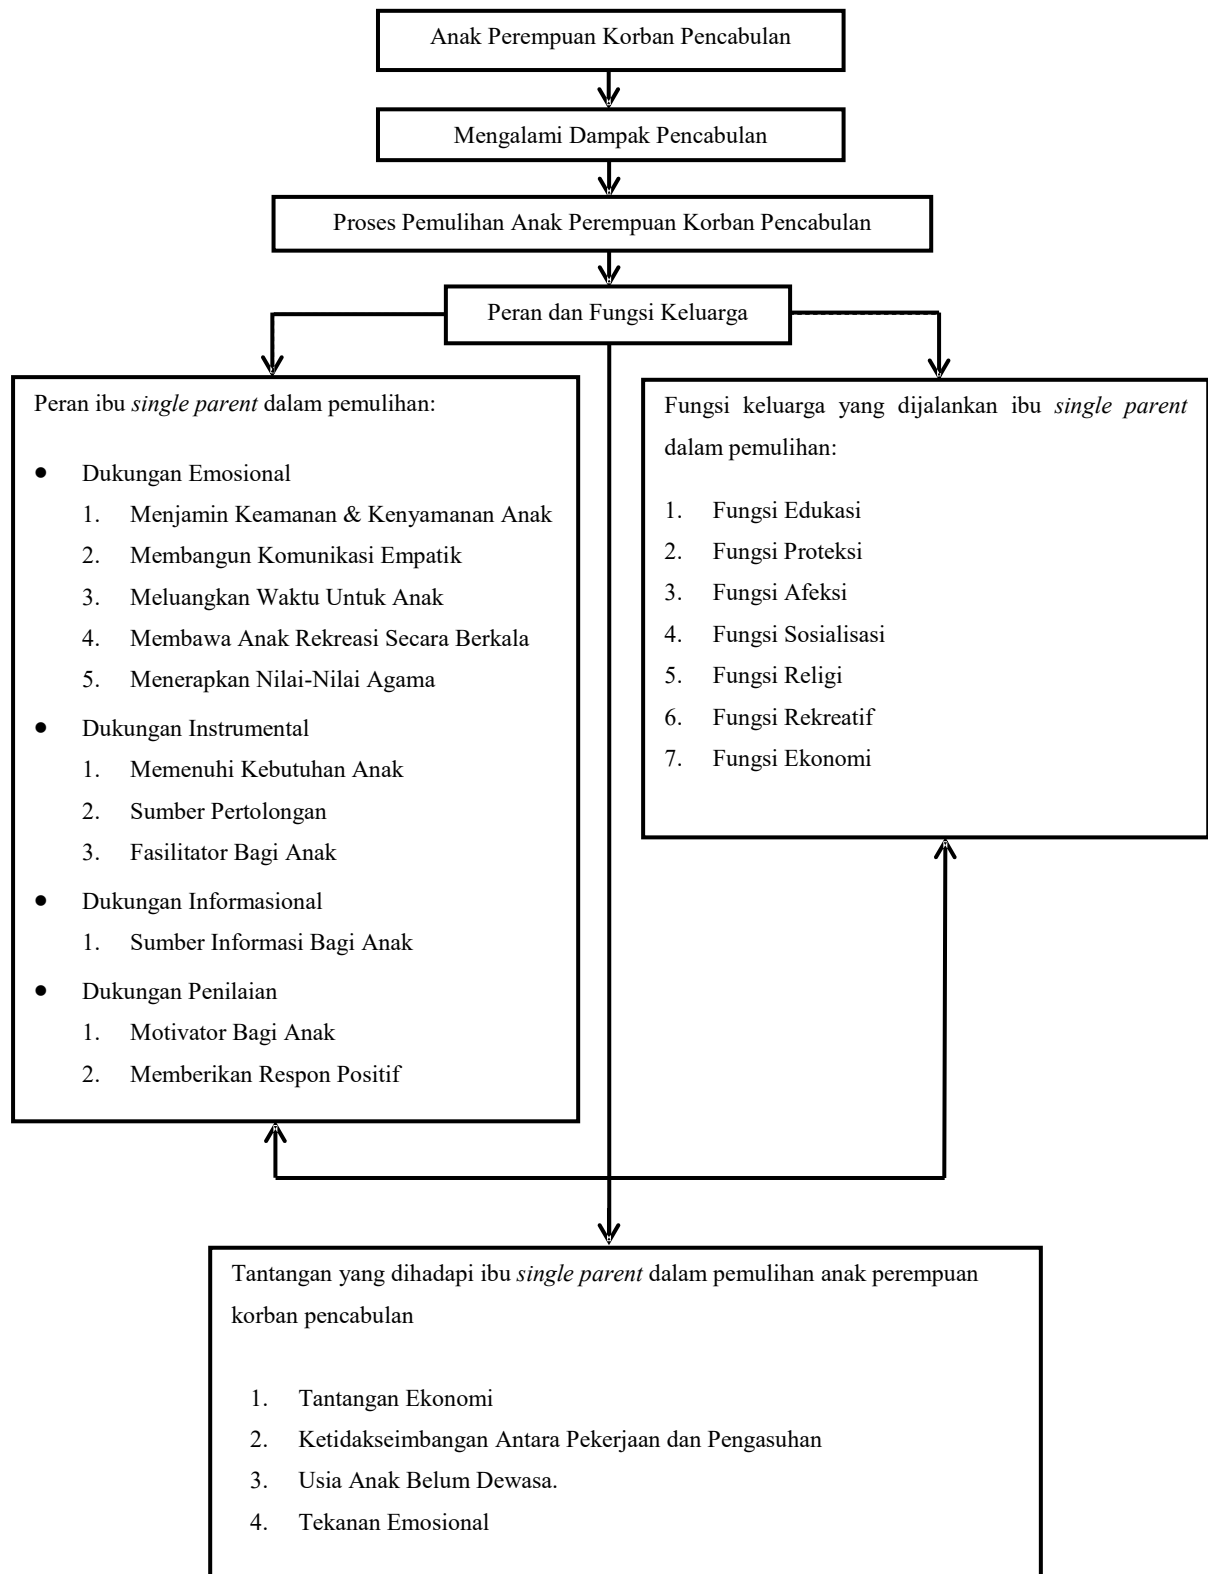 Anak Perempuan Korban Pencabulan
Mengalami Dampak Pencabulan
Proses Pemulihan Anak Perempuan Korban Pencabulan
Peran dan Fungsi Keluarga
Peran ibu single parent dalam pemulihan:
● Dukungan Emosional
1. Menjamin Keamanan & Kenyamanan Anak
2. Membangun Komunikasi Empatik
3. Meluangkan Waktu Untuk Anak
4. Membawa Anak Rekreasi Secara Berkala
5. Menerapkan Nilai-Nilai Agama
● Dukungan Instrumental
1. Memenuhi Kebutuhan Anak
2. Sumber Pertolongan
3. Fasilitator Bagi Anak
● Dukungan Informasional
1. Sumber Informasi Bagi Anak
● Dukungan Penilaian
1. Motivator Bagi Anak
2. Memberikan Respon Positif
Fungsi keluarga yang dijalankan ibu single parent
dalam pemulihan:
1. Fungsi Edukasi
2. Fungsi Proteksi
3. Fungsi Afeksi
4. Fungsi Sosialisasi
5. Fungsi Religi
6. Fungsi Rekreatif
7. Fungsi Ekonomi
Tantangan yang dihadapi ibu single parent dalam pemulihan anak perempuan
korban pencabulan
1. Tantangan Ekonomi
2. Ketidakseimbangan Antara Pekerjaan dan Pengasuhan
3. Usia Anak Belum Dewasa.
4. Tekanan Emosional